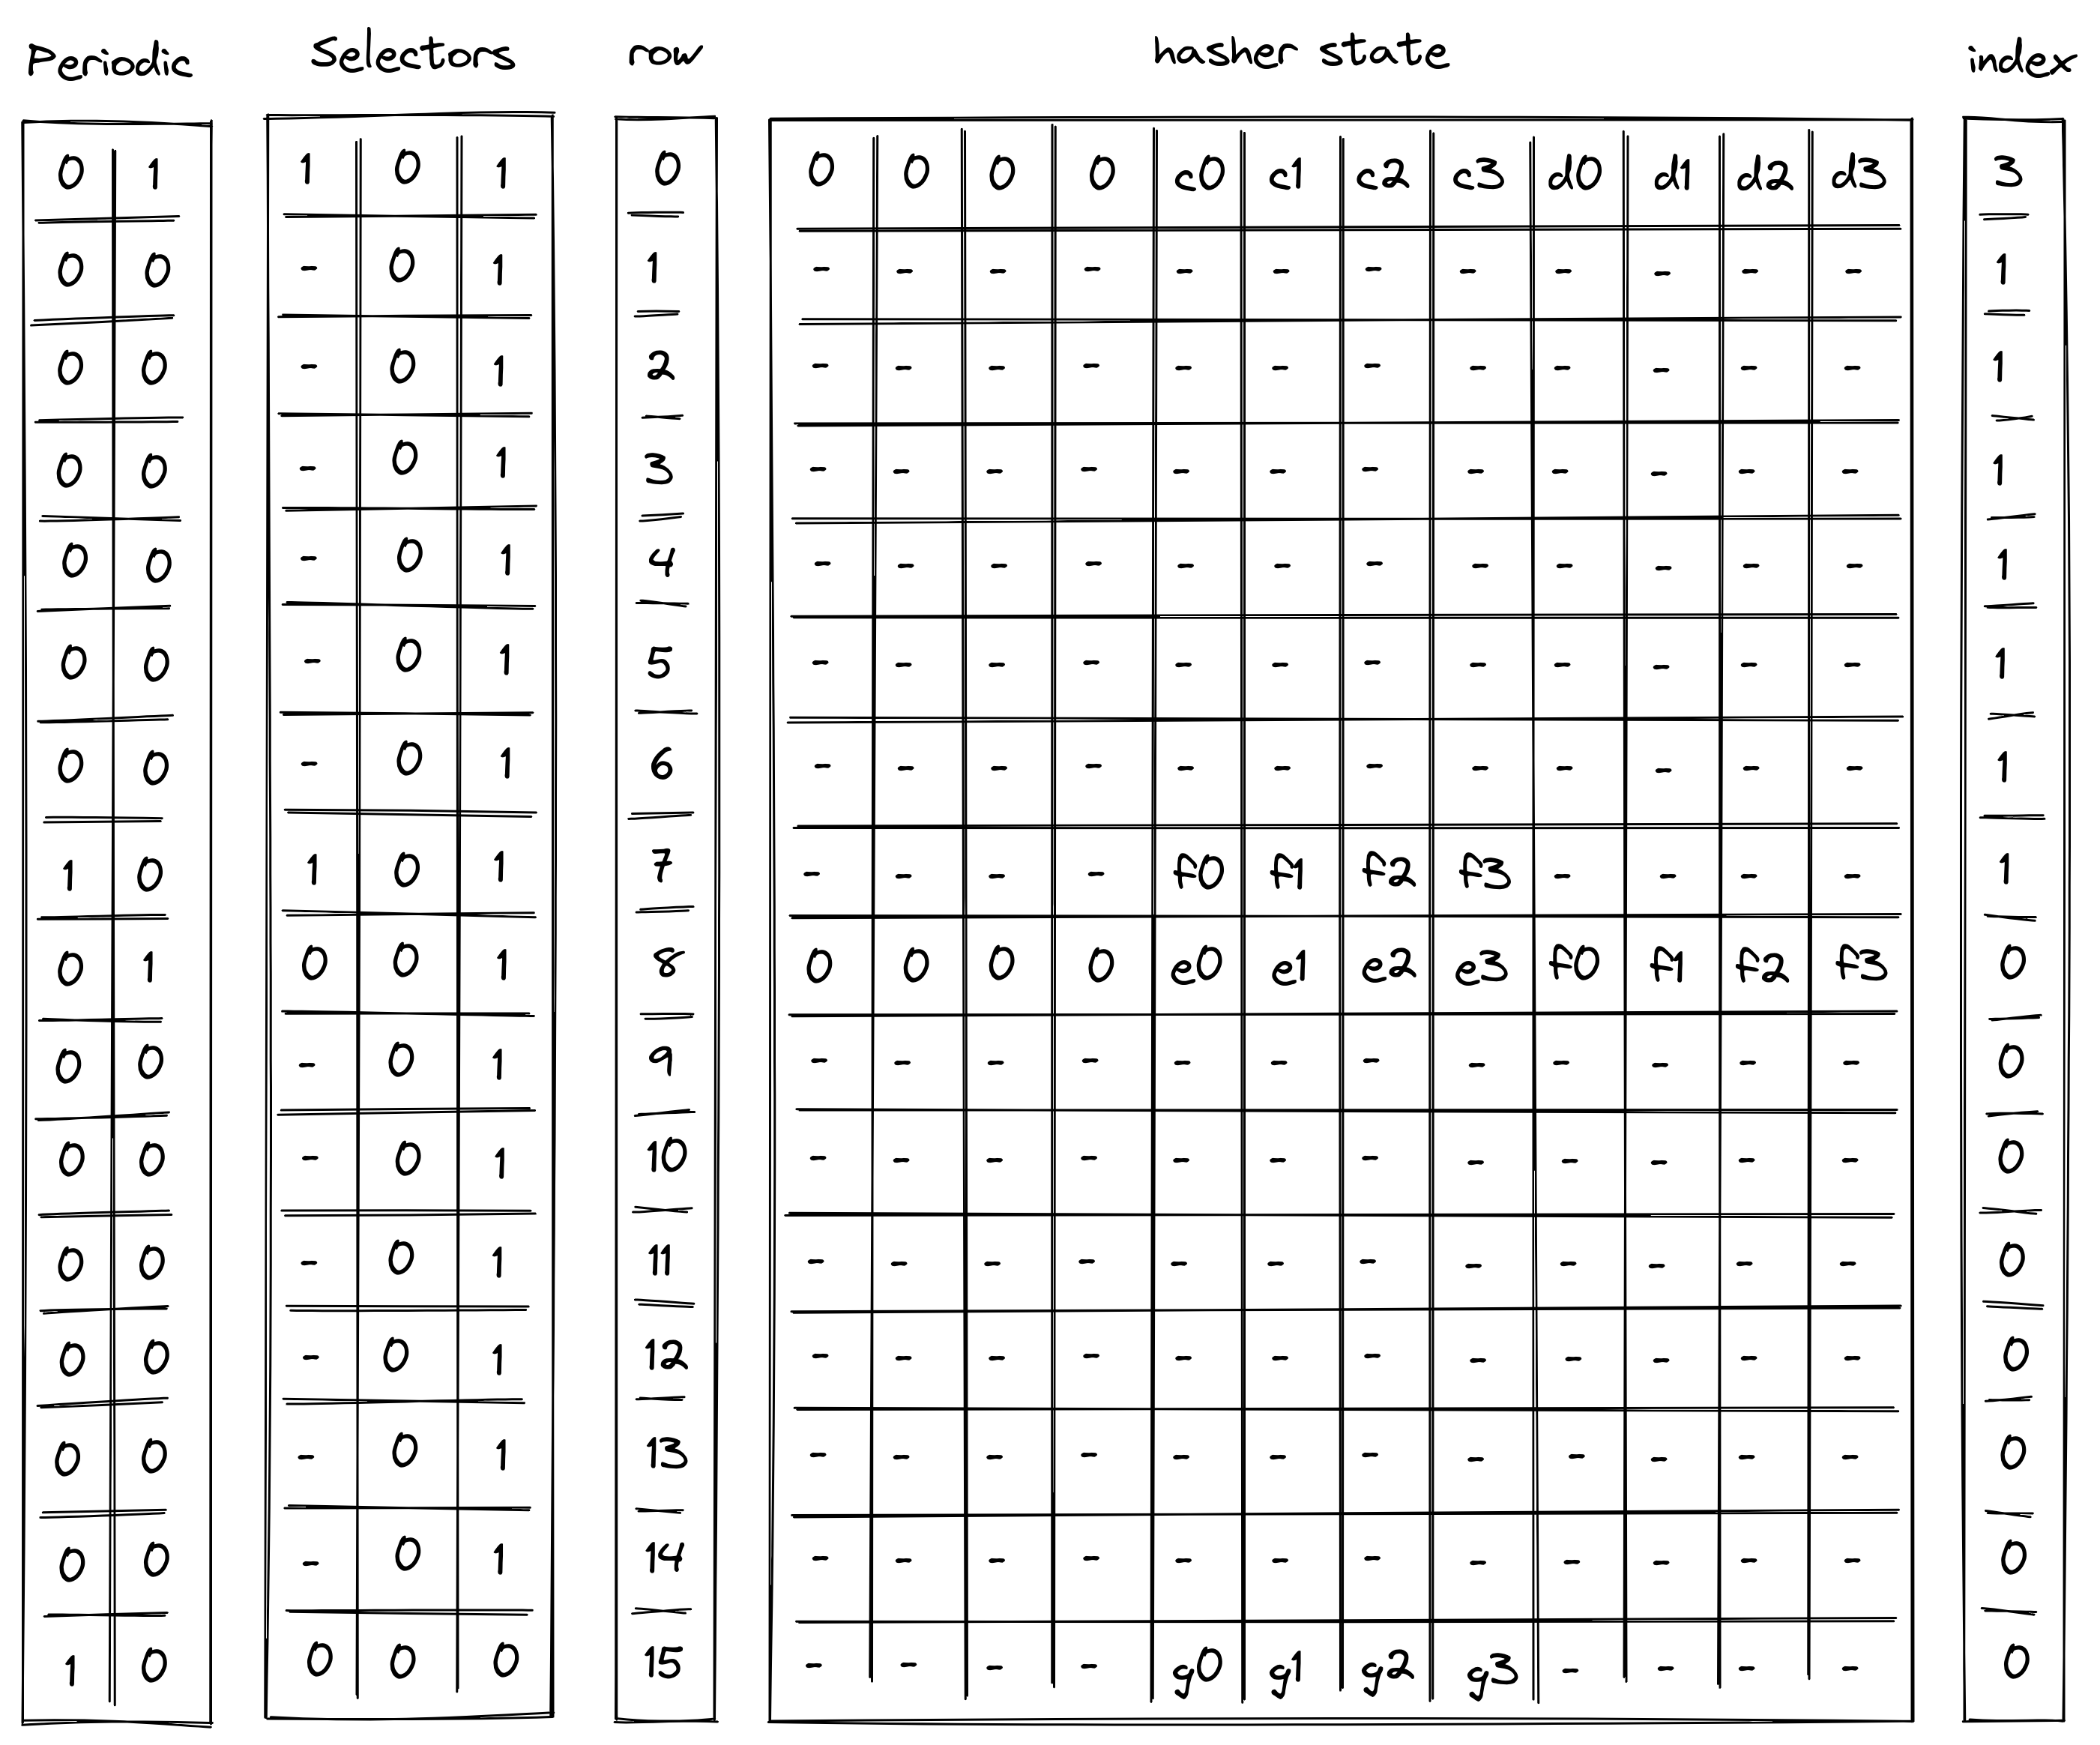 Periodic Selectors row hasher state index
0 1 1 0 1 0 0 0 0 0 c0 c1 c2 c3 d0 d1 d2 d3 3
0 0 - 0 1 1 - - - - - - - - - - - - 1
0 0 - 0 1 2 - - - - - - - - - - - - 1
0 0 - 0 1 3 - - - - - - - - - - - - 1
0 0 - 0 1 4 - - - - - - - - - - - - 1
0 0 - 0 1 5 - - - - - - - - - - - - 1
0 0 - 0 1 6 - - - - - - - - - - - - 1
1 0 1 0 1 7 - - - - f0 f1 f2 f3 - - - - 1
0 1 0 0 1 8 0 0 0 0 e0 e1 e2 e3 f0 f1 f2 f3 0
0 0 - 0 1 9 - - - - - - - - - - - - 0
0 0 - 0 1 10 - - - - - - - - - - - - 0
0 0 - 0 1 11 - - - - - - - - - - - - 0
0 0 - 0 1 12 - - - - - - - - - - - - 0
0 0 - 0 1 13 - - - - - - - - - - - - 0
0 0 - 0 1 14 - - - - - - - - - - - - 0
1 0 0 0 0 15 - - - - g0 g1 g2 g3 - - - - 0